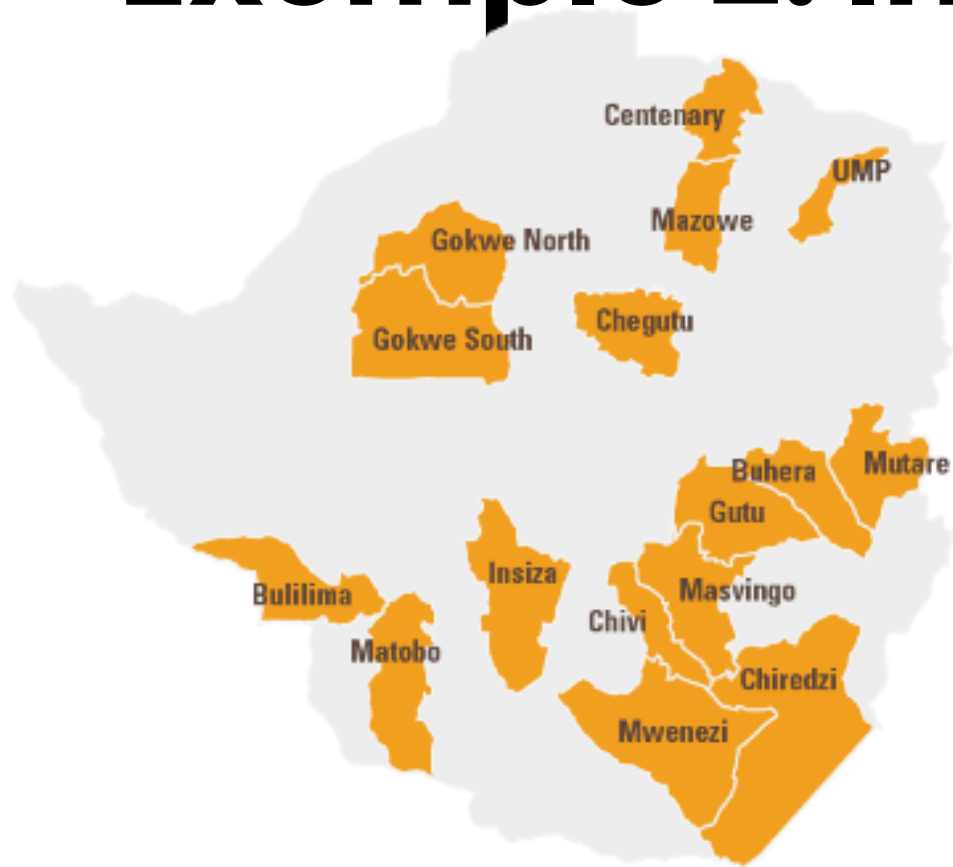 Centenary
UMP
Mazowe
Gokwe North
Chegutu
Gokwe South
Mutare
Buhera
Gutu
Insiza
Masvingo
Bulilima
Chivi
Matobo
Chiredzi
Mwenezi